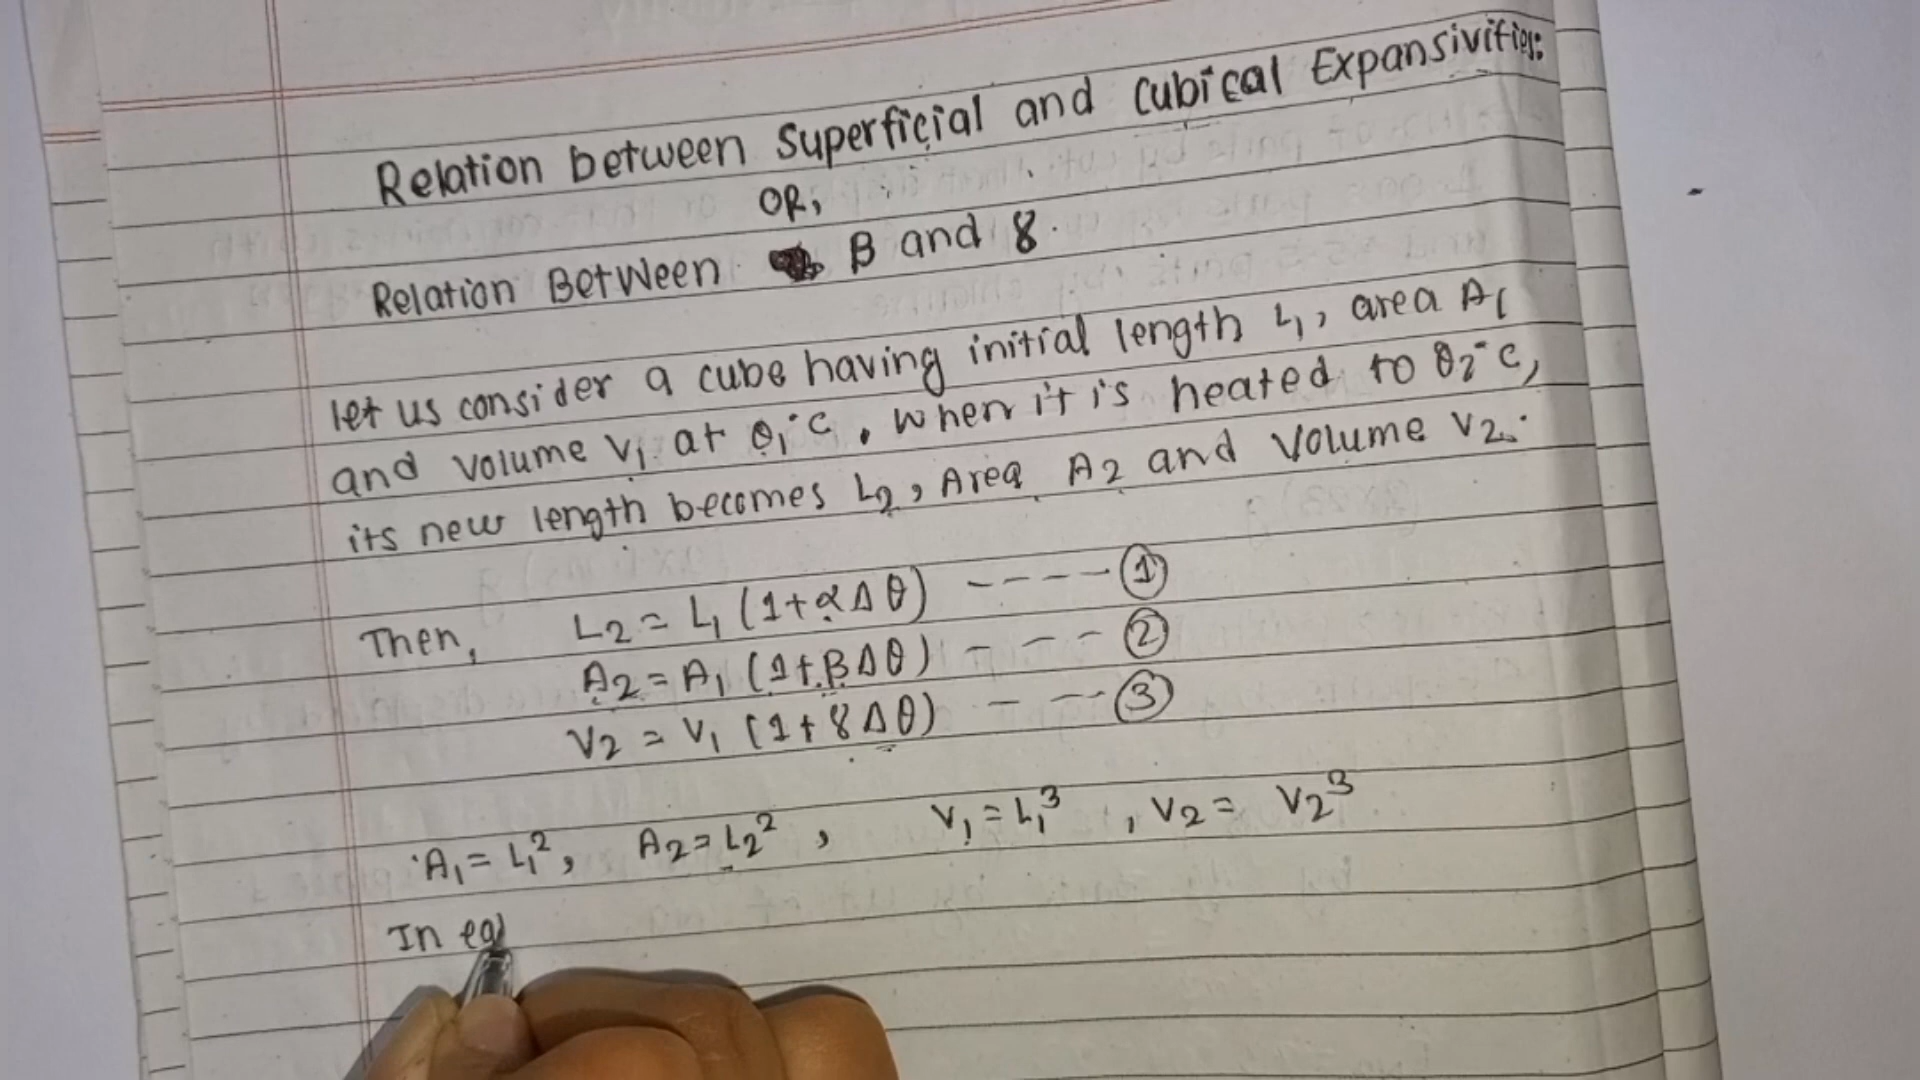 Relation between superficial and cubical Expansivities:
OR,
Relation Between β and γ.
let us consider a cube having initial length L₁, area A₁
and volume V₁ at θ₁°C. When it is heated to θ₂°C,
its new length becomes L₂, Area A₂ and Volume V₂.
Then, L₂ = L₁ (1+αΔθ) ----- ①
A₂ = A₁ (1+βΔθ) - - - - ②
V₂ = V₁ (1+γΔθ) - - -- ③
A₁ = L₁², A₂ = L₂², V₁ = L₁³, V₂ = V₂³
In eq